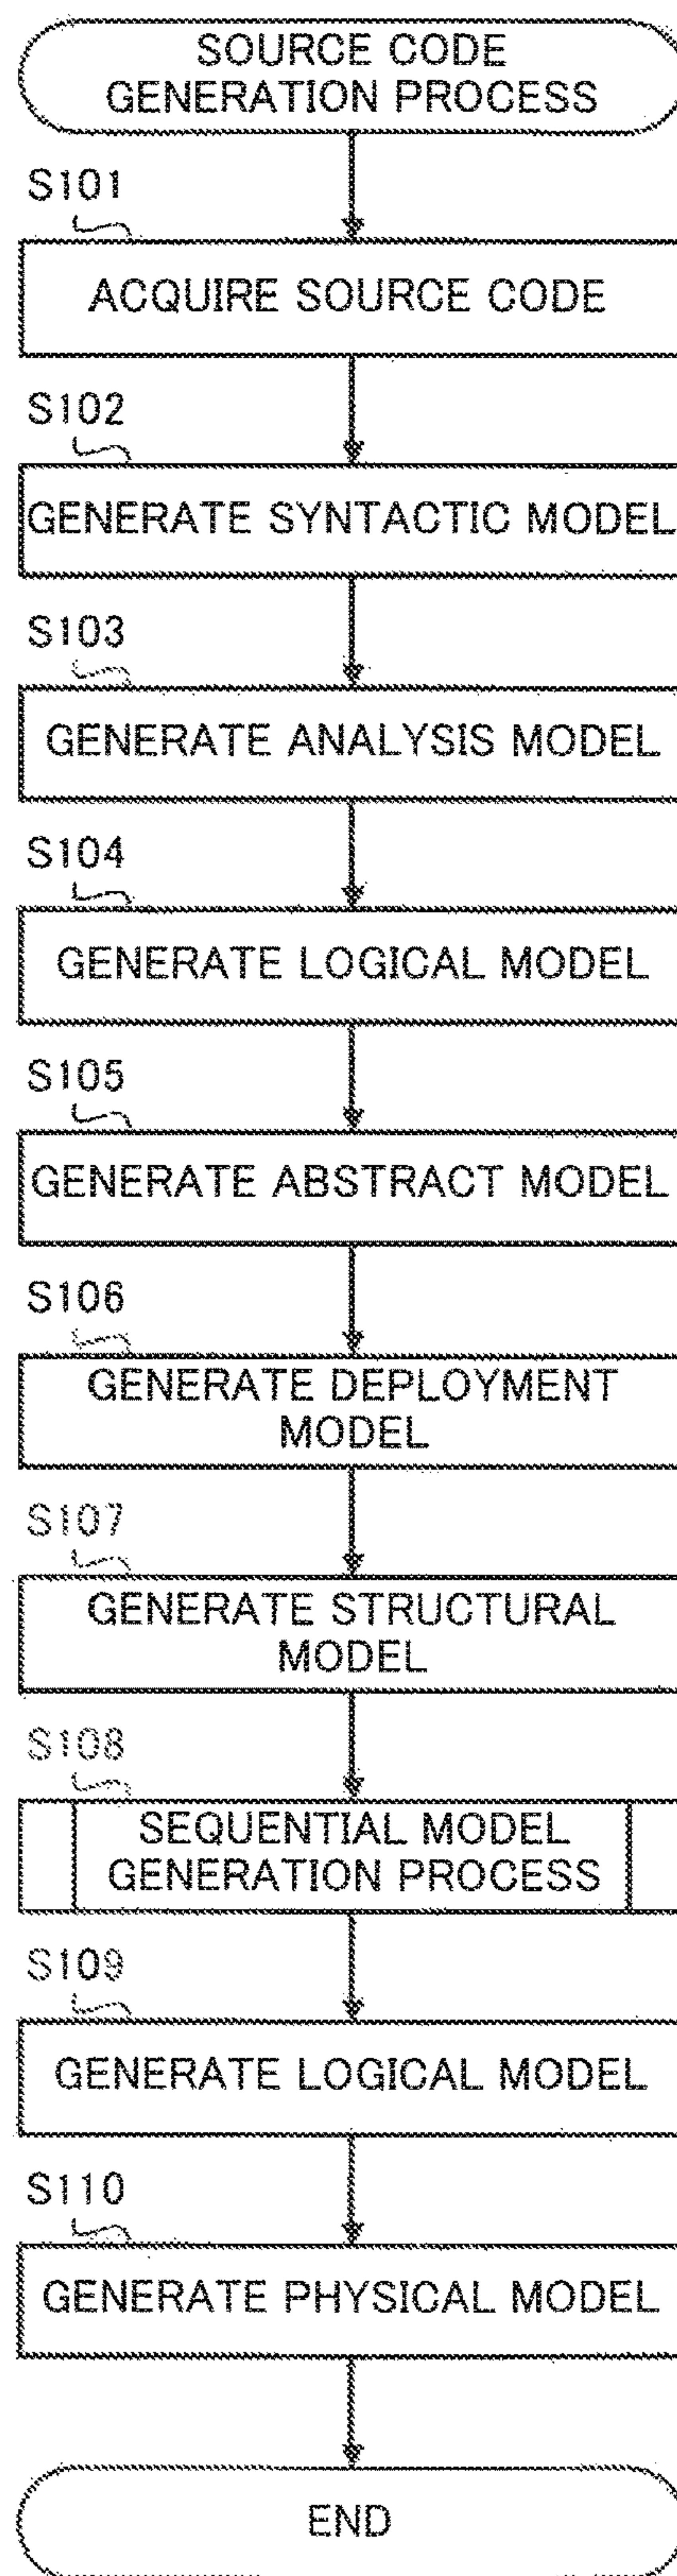 SOURCE CODE
GENERATION PROCESS
S101
ACQUIRE SOURCE CODE
S102
GENERATE SYNTACTIC MODEL
S103
GENERATE ANALYSIS MODEL
S104
GENERATE LOGICAL MODEL
S105
GENERATE ABSTRACT MODEL
S106
GENERATE DEPLOYMENT
MODEL
S107
GENERATE STRUCTURAL
MODEL
S108
SEQUENTIAL MODEL
GENERATION PROCESS
S109
GENERATE LOGICAL MODEL
S110
GENERATE PHYSICAL MODEL
END